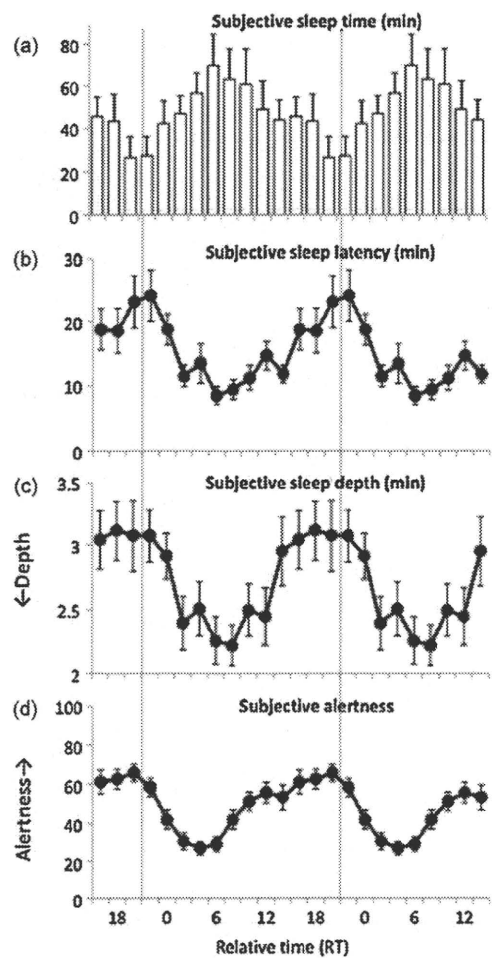 (a)
Subjective sleep time (min)
80
60
40
20
0
(b)
Subjective sleep latency (min)
30
20
10
0
(c)
Subjective sleep depth (min)
3.5
3
2.5
2
←Depth
(d)
Subjective alertness
100
80
60
40
20
0
Alertness→
18 0 6 12 18 0 6 12
Relative time (RT)